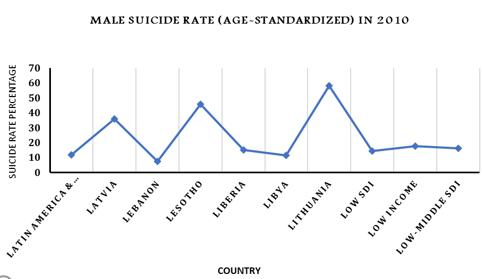 MALE SUICIDE RATE (AGE-STANDARDIZED) IN 2010
SUICIDE RATE PERCENTAGE
70
60
50
40
30
20
10
0
LATIN AMERICA &...
LATVIA
LEBANON
LESOTHO
LIBERIA
LIBYA
LITHUANIA
LOW SDI
LOW INCOME
LOW-MIDDLE SDI
COUNTRY